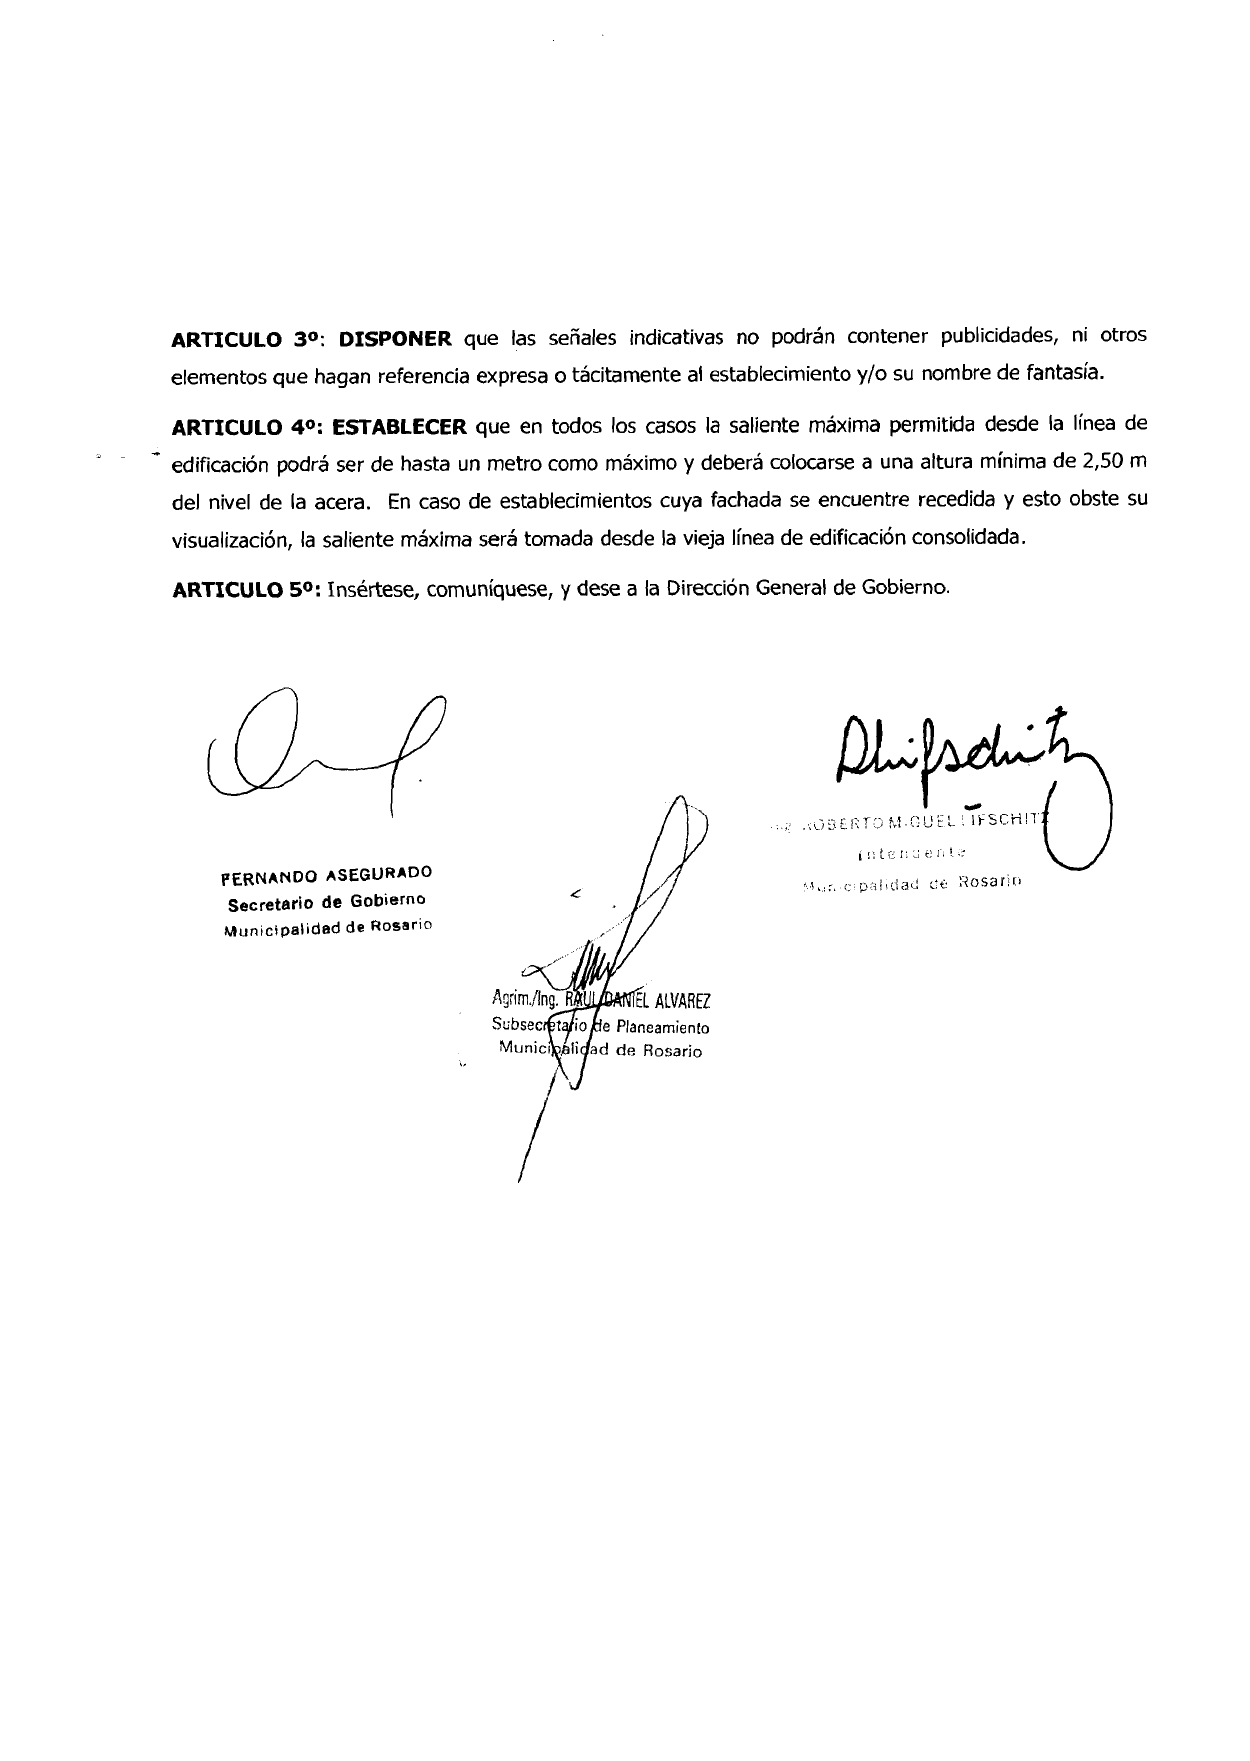 ARTICULO 3º: DISPONER que las señales indicativas no podrán contener publicidades, ni otros
elementos que hagan referencia expresa o tácitamente al establecimiento y/o su nombre de fantasía.
ARTICULO 4º: ESTABLECER que en todos los casos la saliente máxima permitida desde la línea de
edificación podrá ser de hasta un metro como máximo y deberá colocarse a una altura mínima de 2,50 m
del nivel de la acera. En caso de establecimientos cuya fachada se encuentre recedida y esto obste su
visualización, la saliente máxima será tomada desde la vieja línea de edificación consolidada.
ARTICULO 5º: Insértese, comuníquese, y dese a la Dirección General de Gobierno.
ROBERTO MIGUEL LIFSCHITZ
Intendente
Municipalidad de Rosario
FERNANDO ASEGURADO
Secretario de Gobierno
Municipalidad de Rosario
Agrim./Ing. RAUL DANIEL ALVAREZ
Subsecretario de Planeamiento
Municipalidad de Rosario